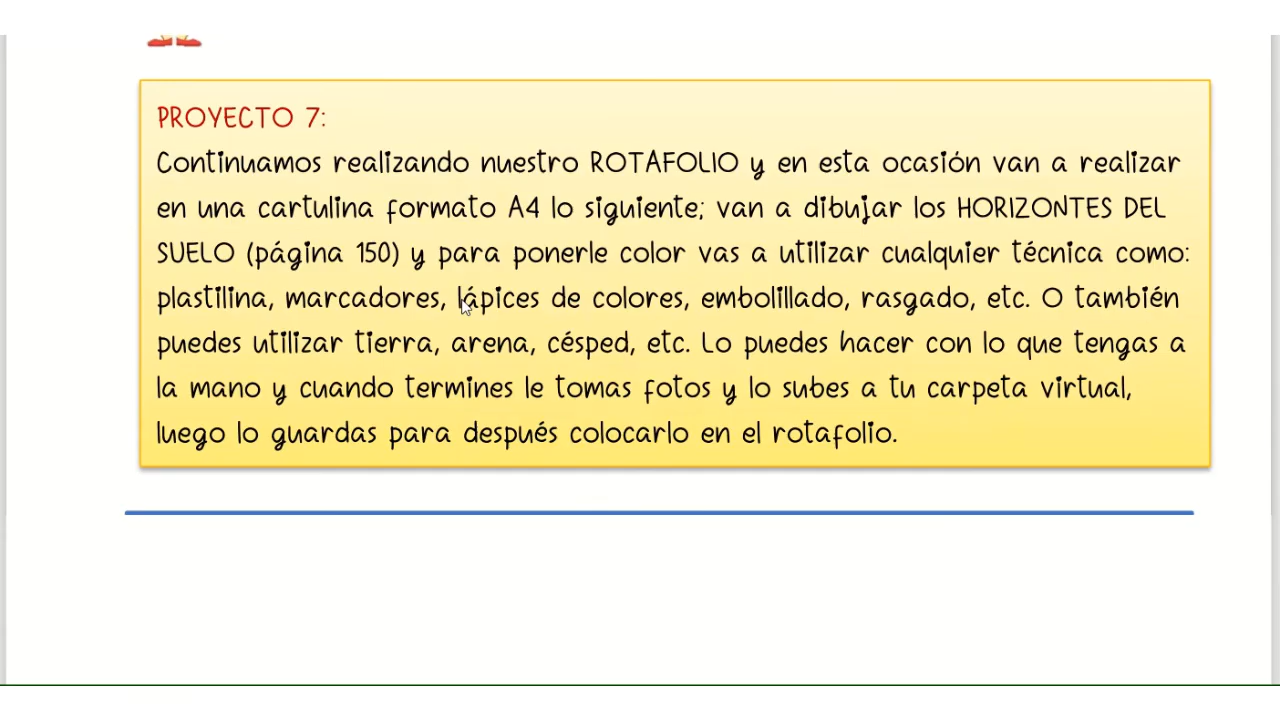 PROYECTO 7:
Continuamos realizando nuestro ROTAFOLIO y en esta ocasión van a realizar
en una cartulina formato A4 lo siguiente; van a dibujar los HORIZONTES DEL
SUELO (página 150) y para ponerle color vas a utilizar cualquier técnica como:
plastilina, marcadores, lápices de colores, embolillado, rasgado, etc. O también
puedes utilizar tierra, arena, césped, etc. Lo puedes hacer con lo que tengas a
la mano y cuando termines le tomas fotos y lo subes a tu carpeta virtual,
luego lo guardas para después colocarlo en el rotafolio.